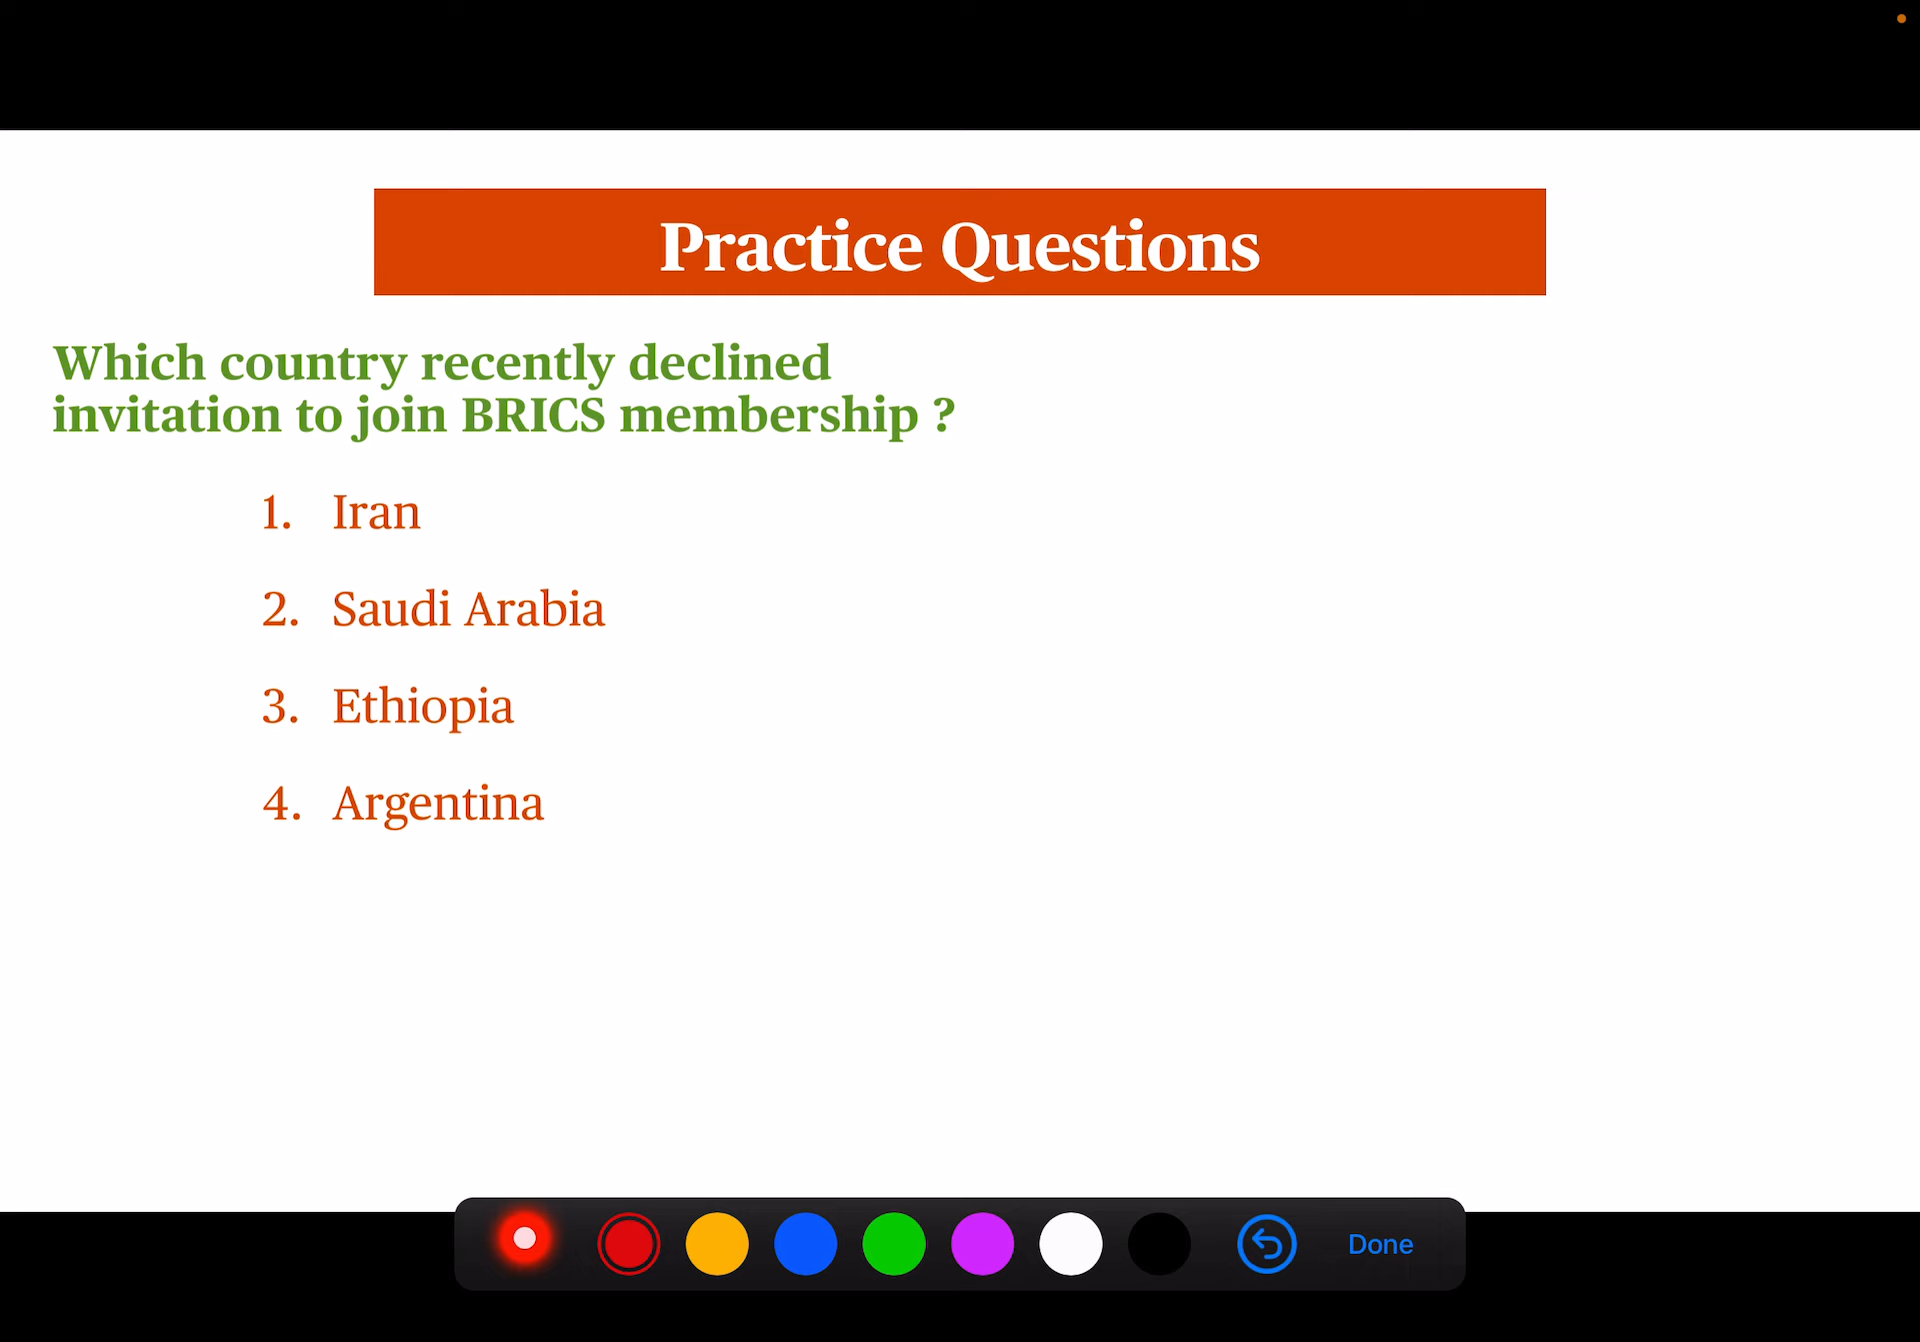 Practice Questions
Which country recently declined
invitation to join BRICS membership ?
1. Iran
2. Saudi Arabia
3. Ethiopia
4. Argentina
Done